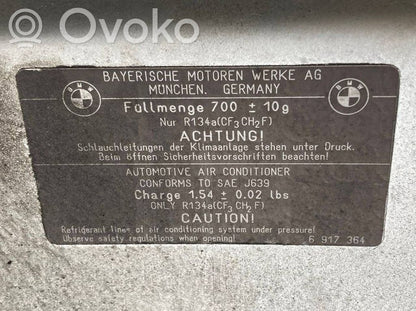 Ovoko
BAYERISCHE MOTOREN WERKE AG
MÜNCHEN, GERMANY
BMW
BMW
Füllmenge 700 ± 10g
Nur R134a(CF3CH2F)
ACHTUNG!
Schlauchleitungen der Klimaanlage stehen unter Druck.
Beim öffnen Sicherheitsvorschriften beachten!
AUTOMOTIVE AIR CONDITIONER
CONFORMS TO SAE J639
Charge 1.54 ± 0.02 lbs
ONLY R134a(CF3CH2F)
CAUTION!
Refrigerant lines of air conditioning system under pressure!
Observe safety regulations when opening!
6 917 364